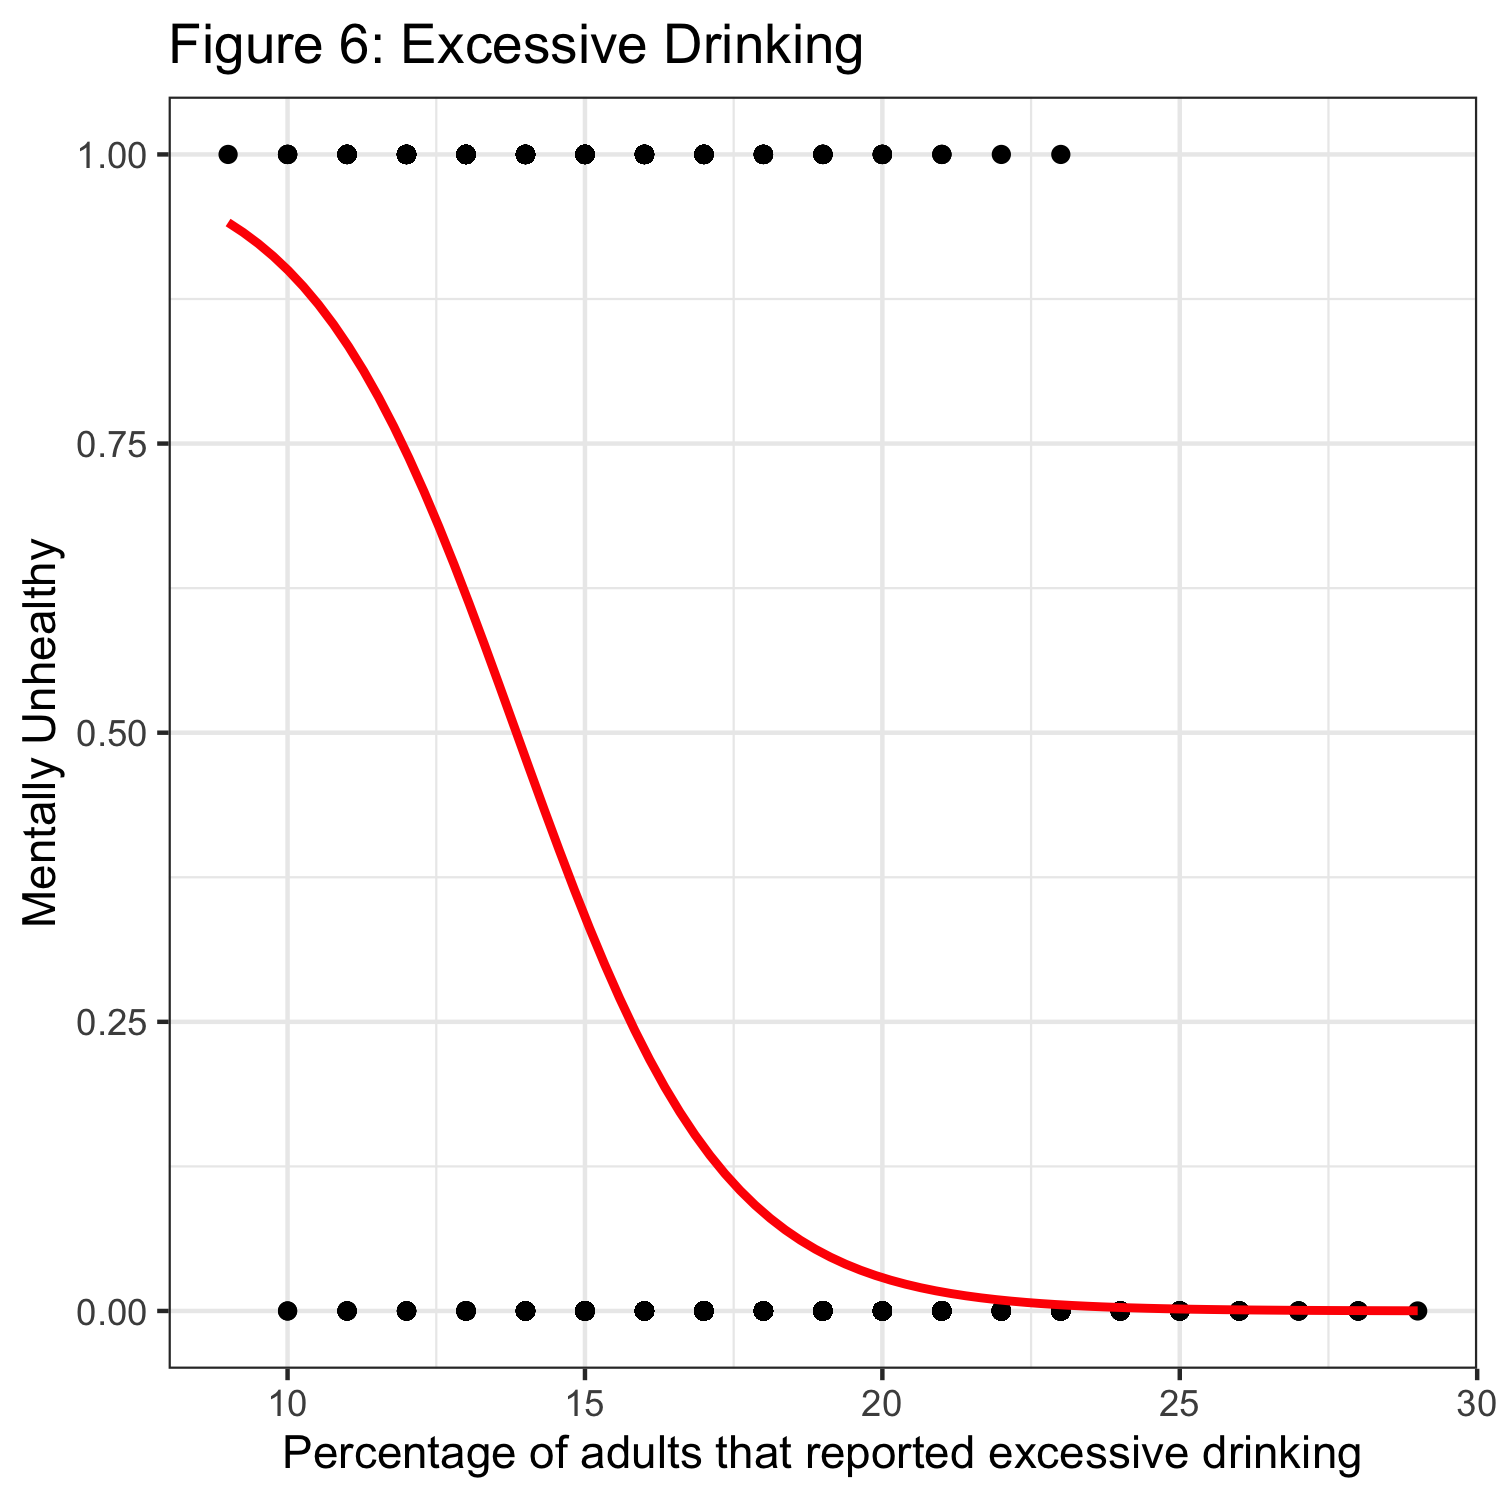 Figure 6: Excessive Drinking
1.00
0.75
0.50
0.25
0.00
Mentally Unhealthy
10 15 20 25 30
Percentage of adults that reported excessive drinking